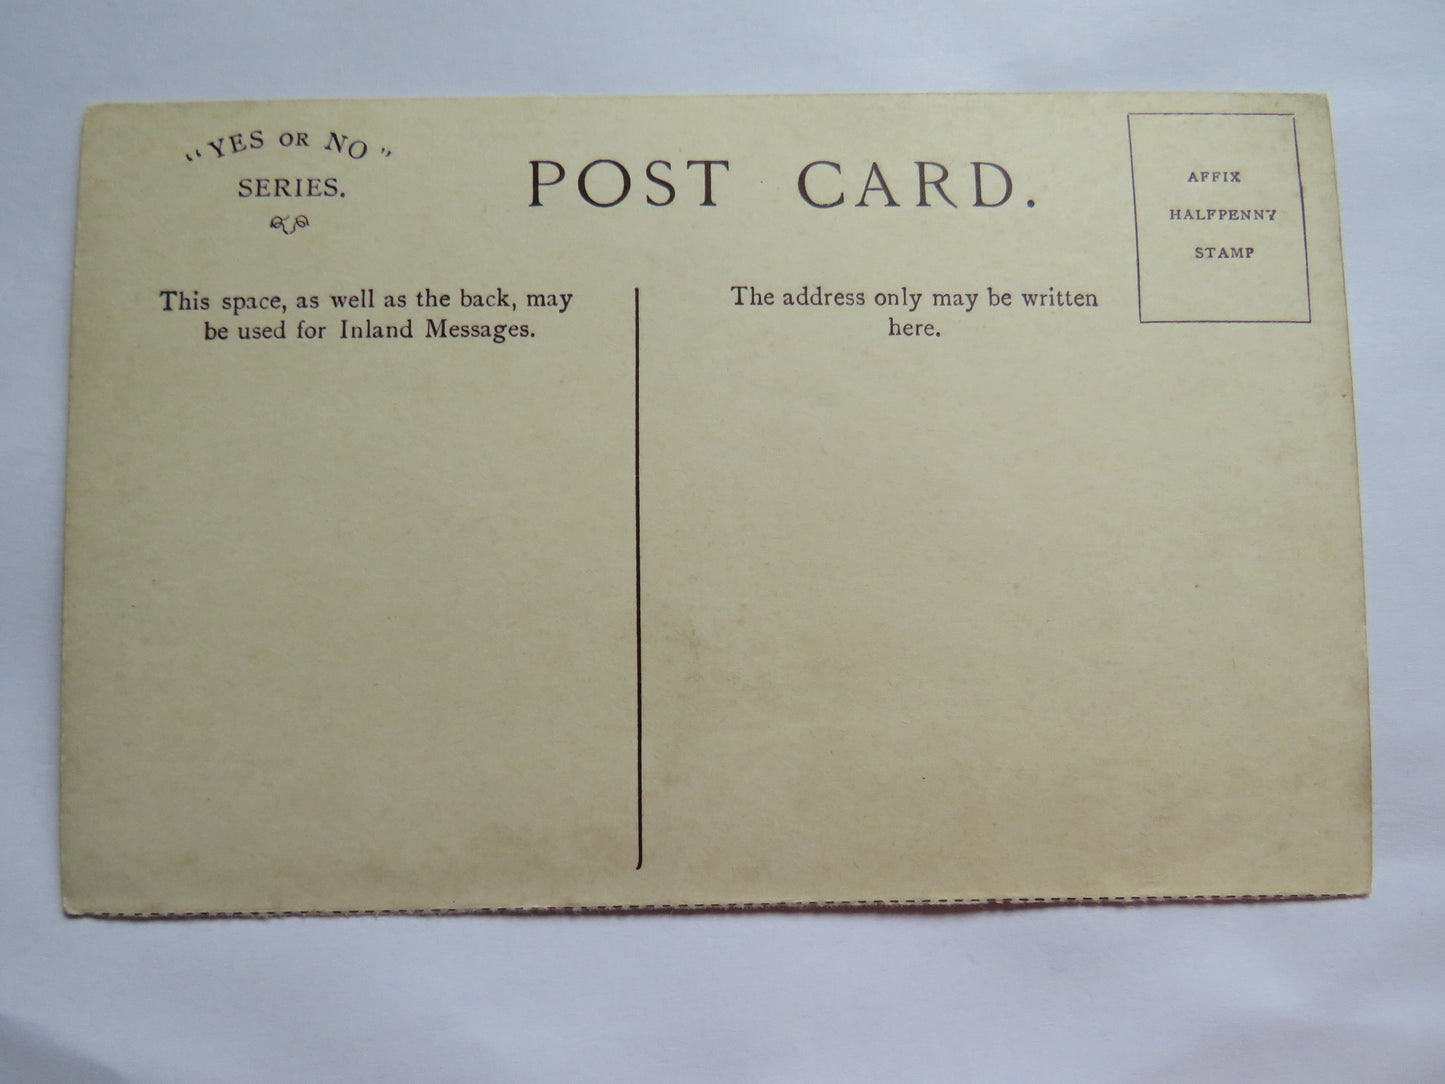 "YES OR NO"
SERIES.
POST CARD.
AFFIX
HALFPENNY
STAMP
This space, as well as the back, may
be used for Inland Messages.
The address only may be written
here.